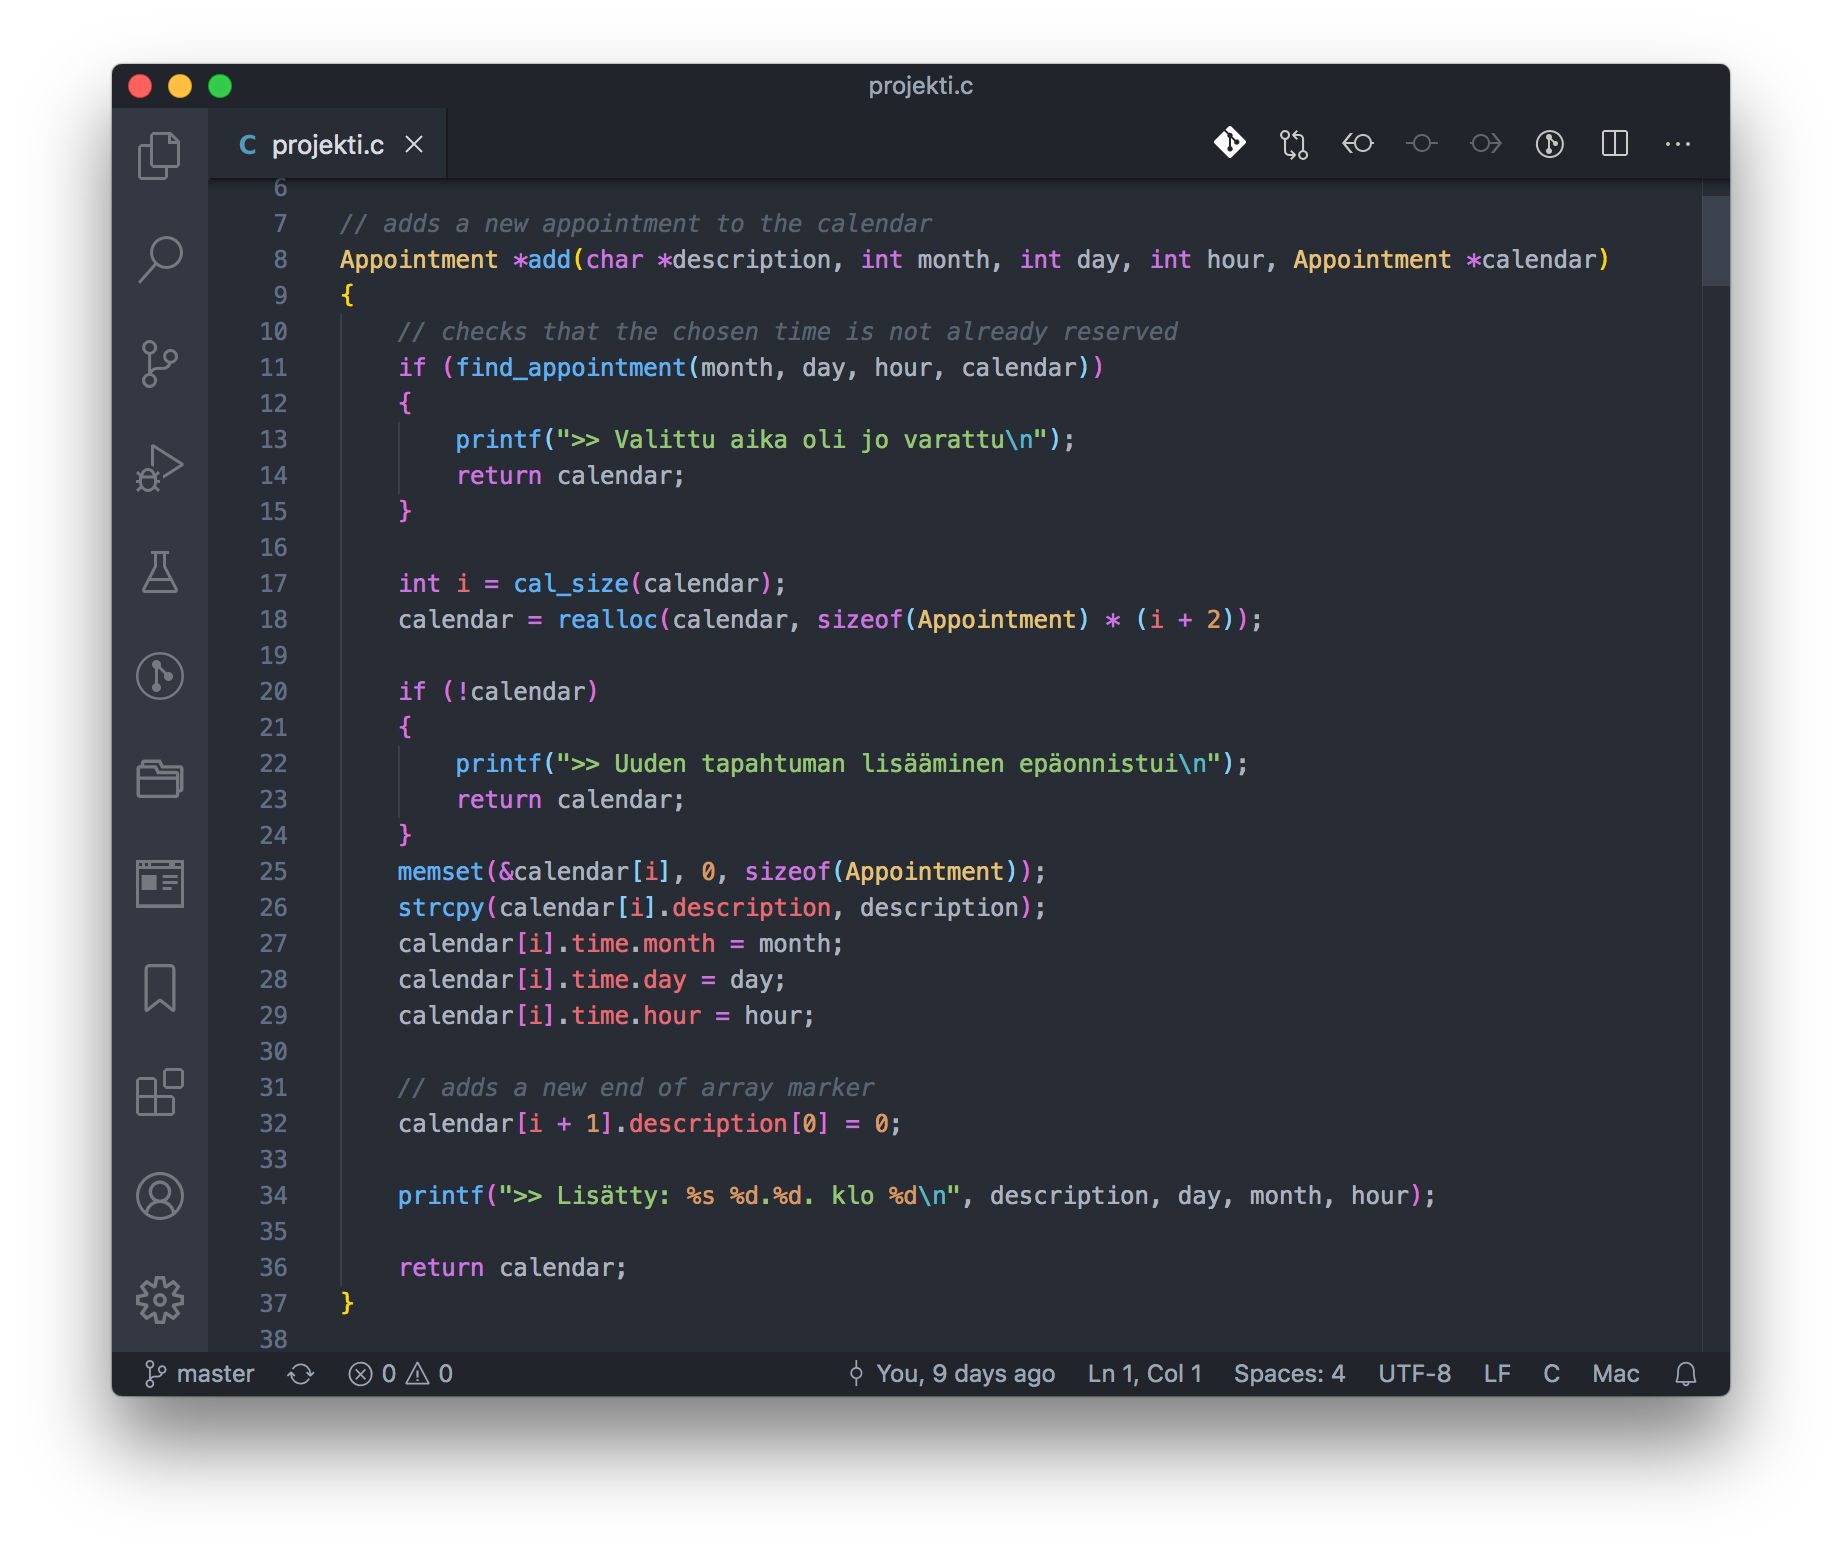 projekti.c
C projekti.c
6
7 // adds a new appointment to the calendar
8 Appointment *add(char *description, int month, int day, int hour, Appointment *calendar)
9 {
10     // checks that the chosen time is not already reserved
11     if (find_appointment(month, day, hour, calendar))
12     {
13         printf(">> Valittu aika oli jo varattu\n");
14         return calendar;
15     }
16
17     int i = cal_size(calendar);
18     calendar = realloc(calendar, sizeof(Appointment) * (i + 2));
19
20     if (!calendar)
21     {
22         printf(">> Uuden tapahtuman lisääminen epäonnistui\n");
23         return calendar;
24     }
25     memset(&calendar[i], 0, sizeof(Appointment));
26     strcpy(calendar[i].description, description);
27     calendar[i].time.month = month;
28     calendar[i].time.day = day;
29     calendar[i].time.hour = hour;
30
31     // adds a new end of array marker
32     calendar[i + 1].description[0] = 0;
33
34     printf(">> Lisätty: %s %d.%d. klo %d\n", description, day, month, hour);
35
36     return calendar;
37 }
38
master 0 0 You, 9 days ago Ln 1, Col 1 Spaces: 4 UTF-8 LF C Mac